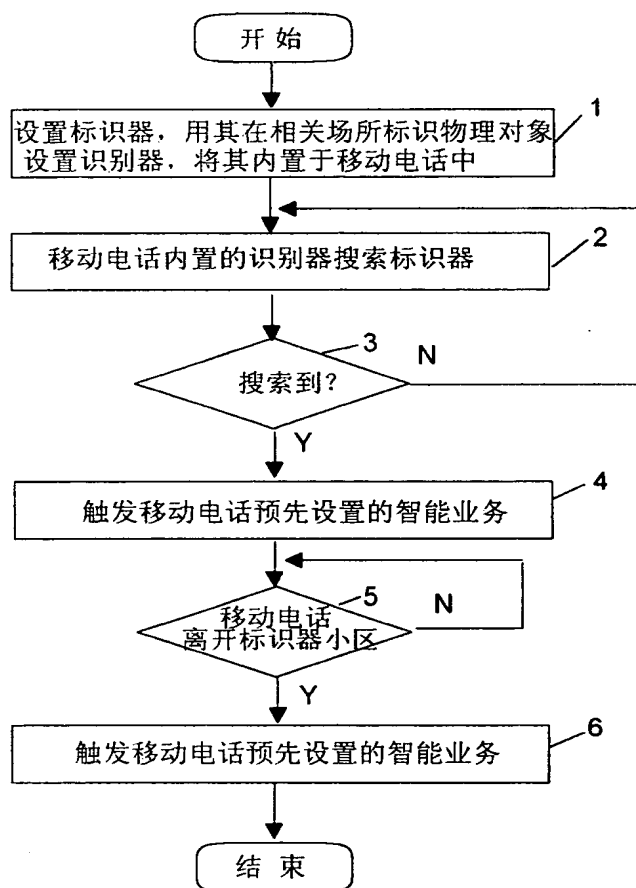 开始
1
设置标识器，用其在相关场所标识物理对象
设置识别器，将其内置于移动电话中
2
移动电话内置的识别器搜索标识器
3
N
搜索到？
Y
4
触发移动电话预先设置的智能业务
5
移动电话
N
离开标识器小区
Y
6
触发移动电话预先设置的智能业务
结束